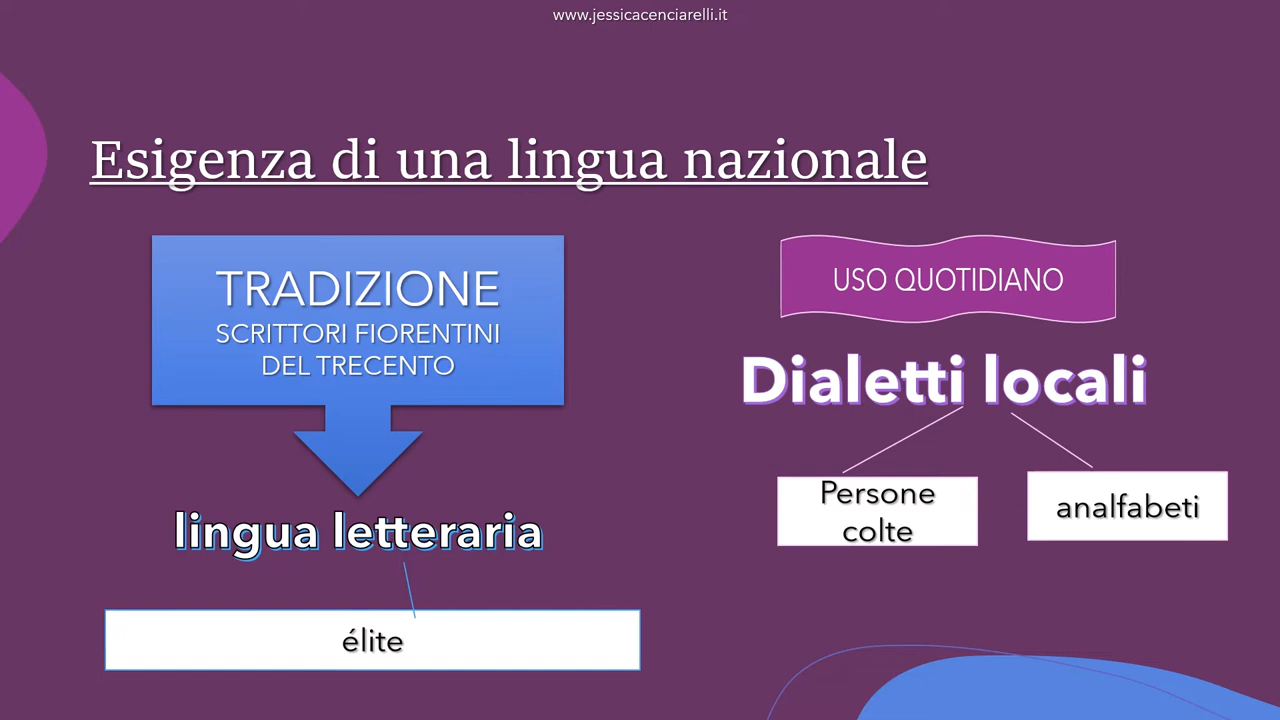 www.jessicacenciarelli.it
Esigenza di una lingua nazionale
TRADIZIONE
SCRITTORI FIORENTINI
DEL TRECENTO
lingua letteraria
élite
USO QUOTIDIANO
Dialetti locali
Persone
colte
analfabeti